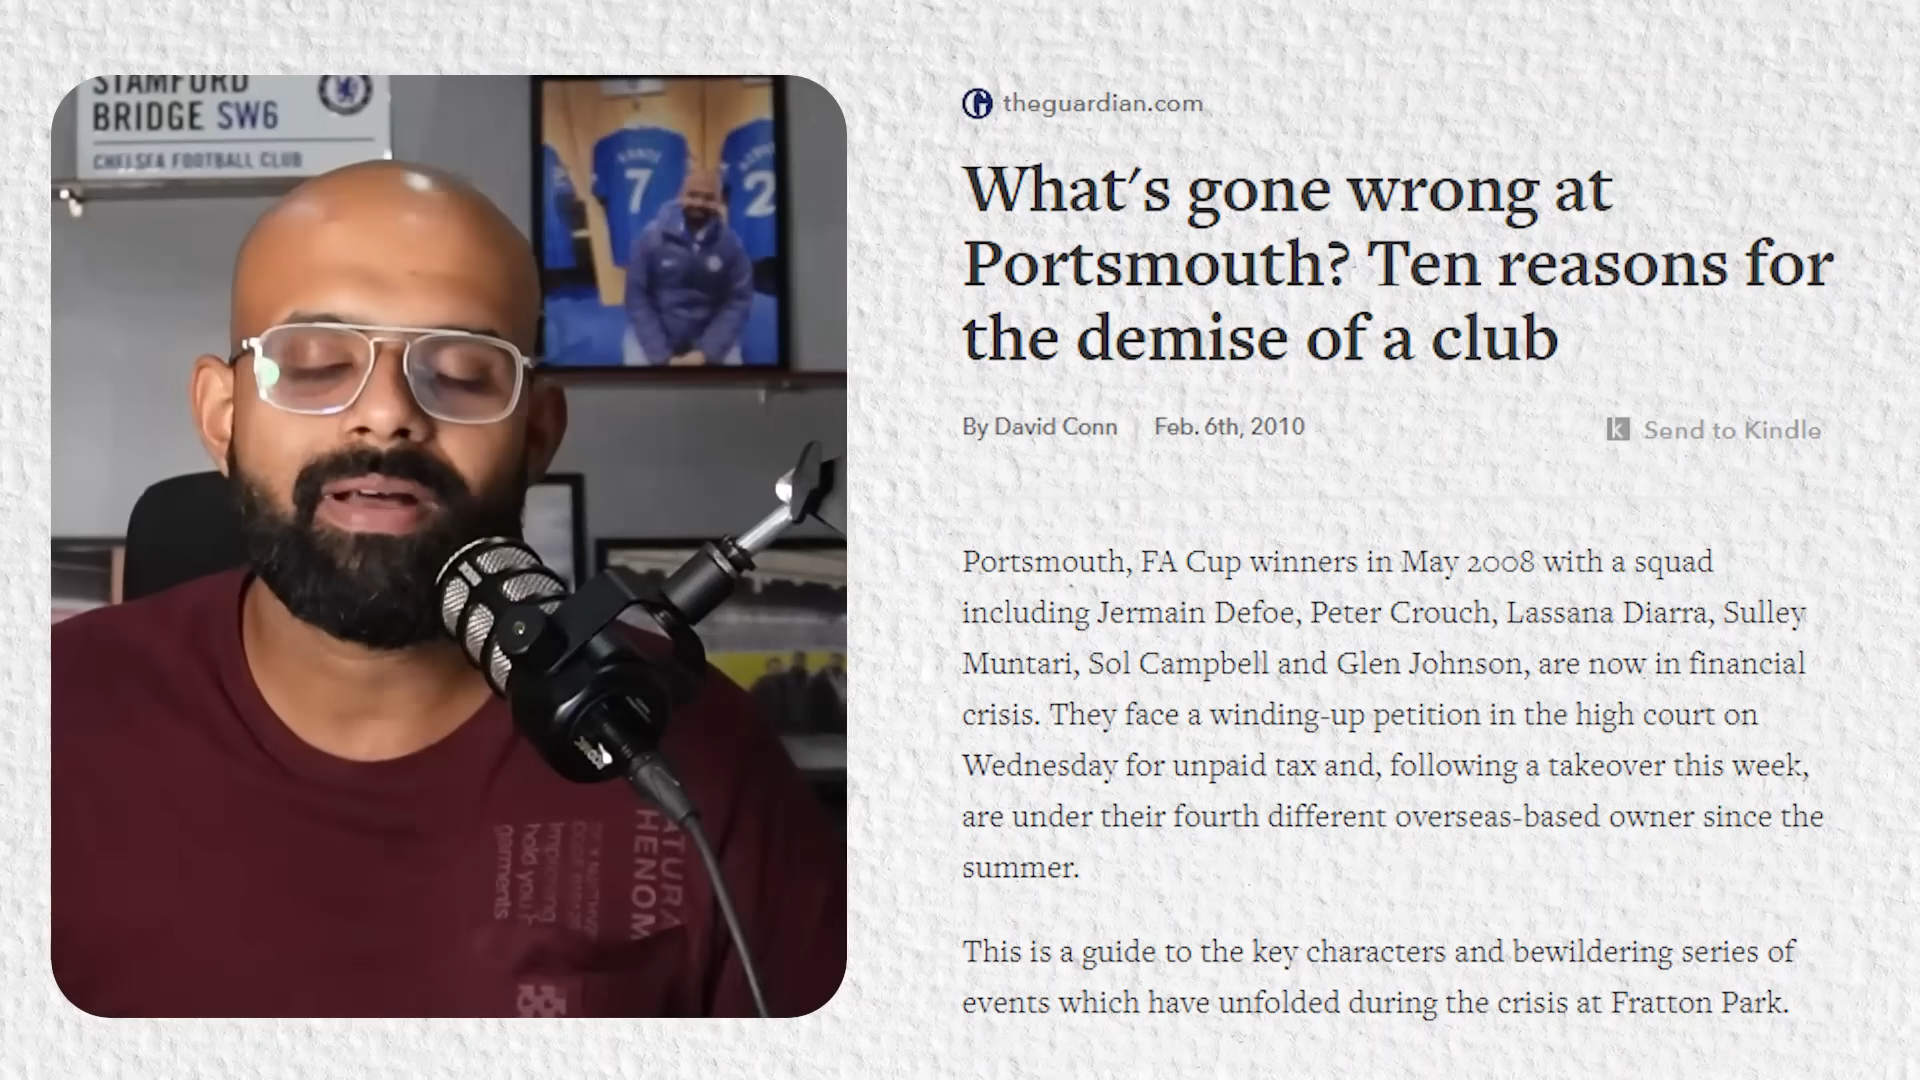 STAMFORD
BRIDGE SW6
CHELSEA FOOTBALL CLUB
7
2
theguardian.com
What's gone wrong at
Portsmouth? Ten reasons for
the demise of a club
By David Conn | Feb. 6th, 2010
Send to Kindle
Portsmouth, FA Cup winners in May 2008 with a squad
including Jermain Defoe, Peter Crouch, Lassana Diarra, Sulley
Muntari, Sol Campbell and Glen Johnson, are now in financial
crisis. They face a winding-up petition in the high court on
Wednesday for unpaid tax and, following a takeover this week,
are under their fourth different overseas-based owner since the
summer.
This is a guide to the key characters and bewildering series of
events which have unfolded during the crisis at Fratton Park.
ATURA
HENOM
hold your
garments